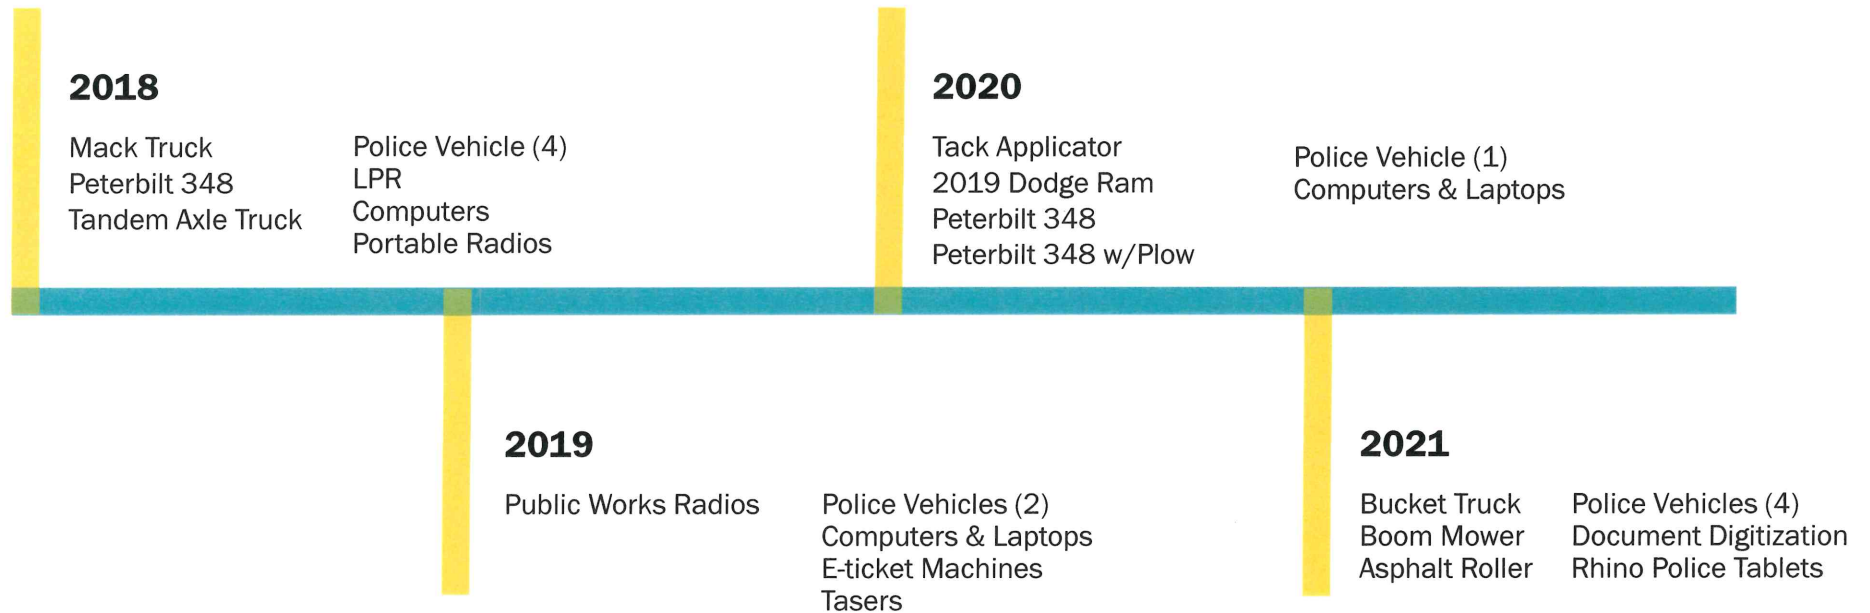 2018
Mack Truck
Peterbilt 348
Tandem Axle Truck
Police Vehicle (4)
LPR
Computers
Portable Radios
2019
Public Works Radios
Police Vehicles (2)
Computers & Laptops
E-ticket Machines
Tasers
2020
Tack Applicator
2019 Dodge Ram
Peterbilt 348
Peterbilt 348 w/Plow
Police Vehicle (1)
Computers & Laptops
2021
Bucket Truck
Boom Mower
Asphalt Roller
Police Vehicles (4)
Document Digitization
Rhino Police Tablets